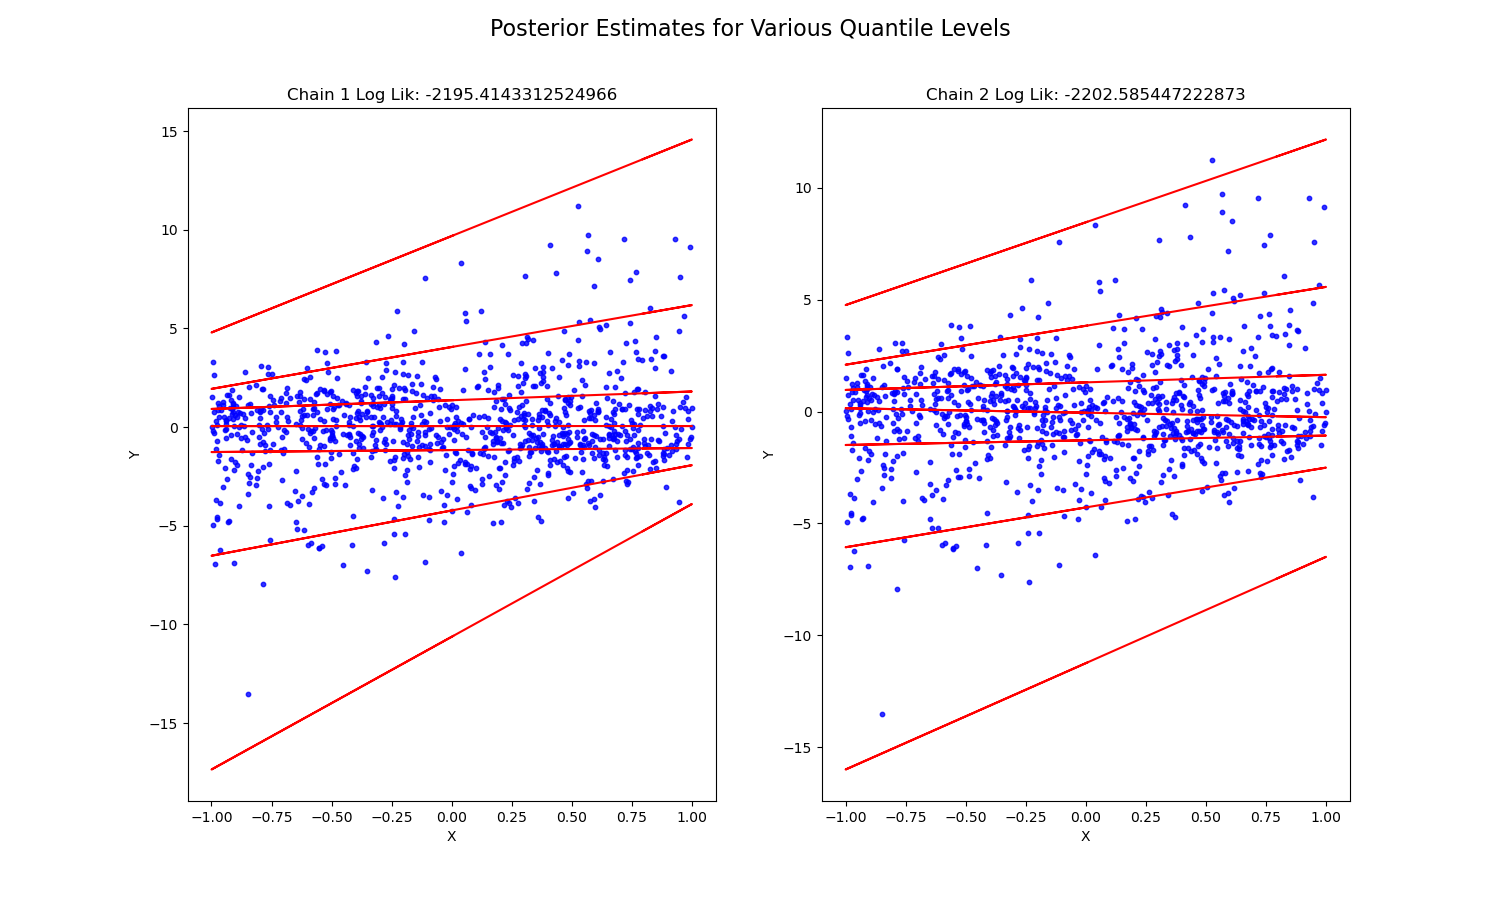 Posterior Estimates for Various Quantile Levels
Chain 1 Log Lik: -2195.4143312524966
15
10
5
0
−5
−10
−15
Y
−1.00 −0.75 −0.50 −0.25 0.00 0.25 0.50 0.75 1.00
X
Chain 2 Log Lik: -2202.585447222873
10
5
0
−5
−10
−15
Y
−1.00 −0.75 −0.50 −0.25 0.00 0.25 0.50 0.75 1.00
X